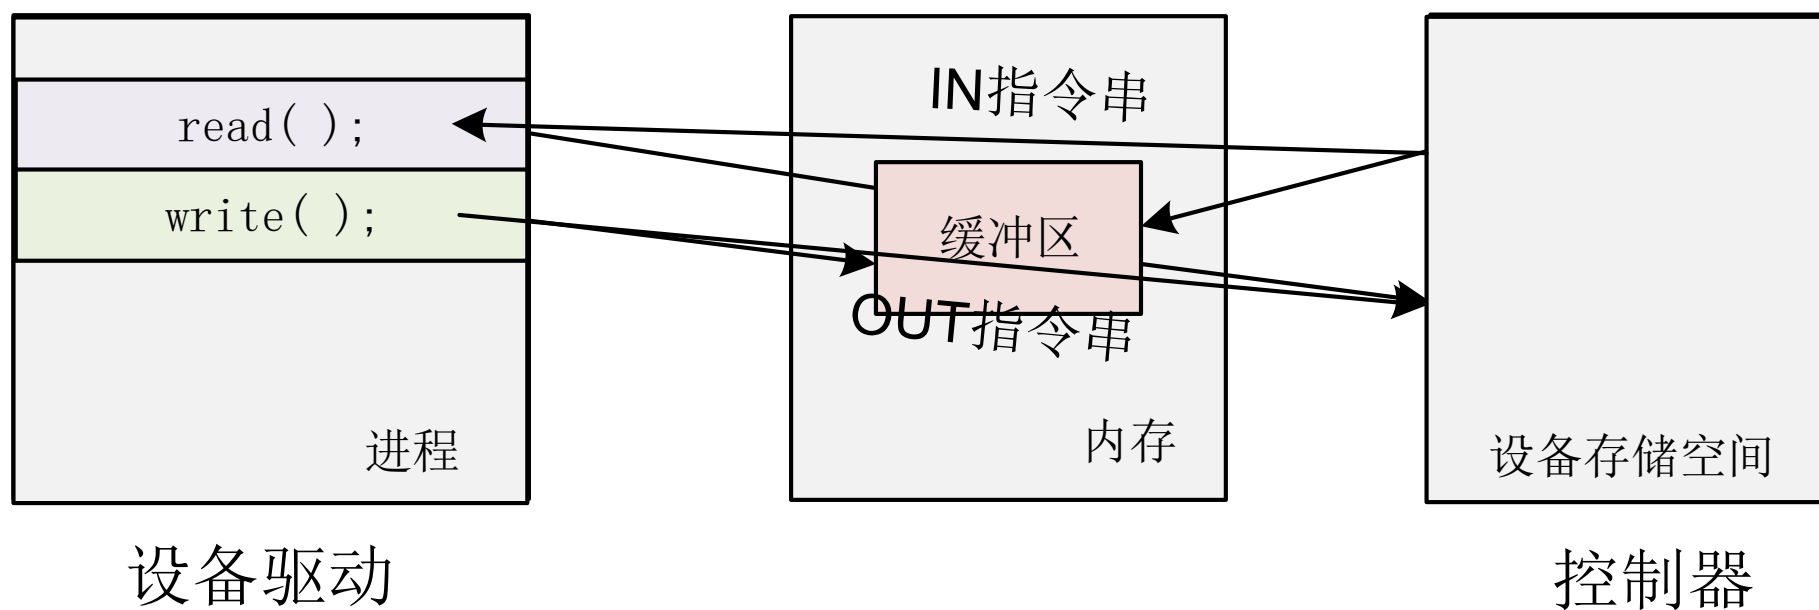 IN指令串
read( );
write( );
缓冲区
OUT指令串
进程
内存
设备存储空间
设备驱动
控制器